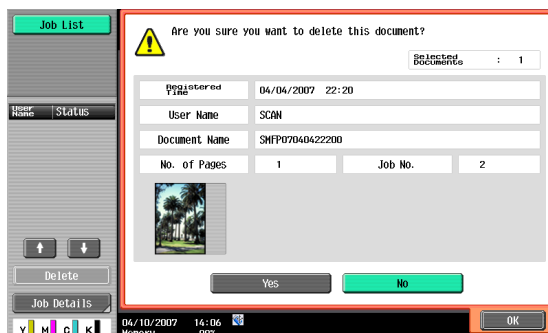 Job List
Are you sure you want to delete this document?
Selected Documents : 1
Registered Time 04/04/2007 22:20
User Name Status
User Name SCAN
Document Name SMFP07040422200
No. of Pages 1 Job No. 2
Delete
Yes No
Job Details
04/10/2007 14:06
OK
Y M C K
Memory 99%